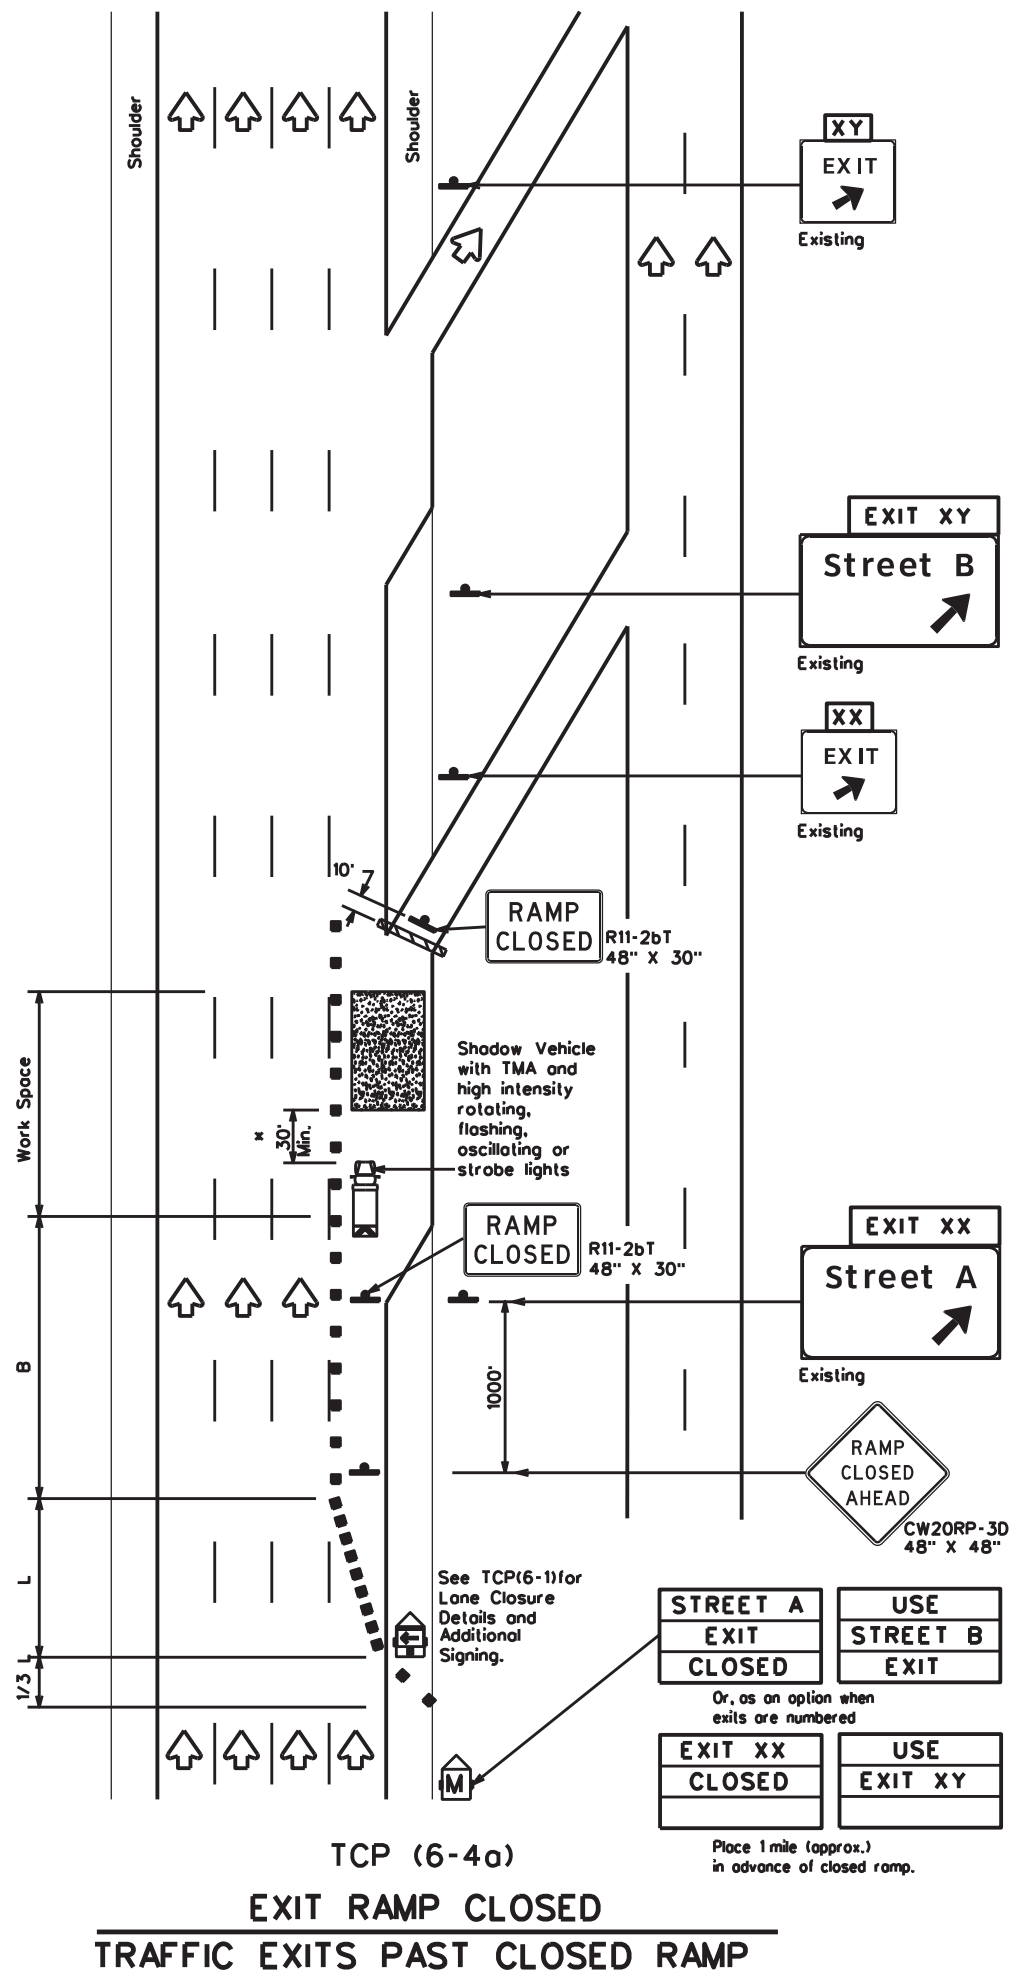 Shoulder
Shoulder
XY
EXIT
Existing
EXIT XY
Street B
Existing
XX
EXIT
Existing
10'
RAMP
CLOSED
R11-2bT
48" X 30"
Work Space
Shadow Vehicle
with TMA and
high intensity
rotating,
flashing,
oscillating or
strobe lights
*
30'
Min.
RAMP
CLOSED
R11-2bT
48" X 30"
EXIT XX
Street A
Existing
B
1000'
RAMP
CLOSED
AHEAD
CW20RP-3D
48" X 48"
L
See TCP(6-1)for
Lane Closure
Details and
Additional
Signing.
1/3 L
STREET A
EXIT
CLOSED
USE
STREET B
EXIT
Or, as an option when
exits are numbered
EXIT XX
CLOSED
USE
EXIT XY
M
Place 1 mile (approx.)
in advance of closed ramp.
TCP (6-4a)
EXIT RAMP CLOSED
TRAFFIC EXITS PAST CLOSED RAMP